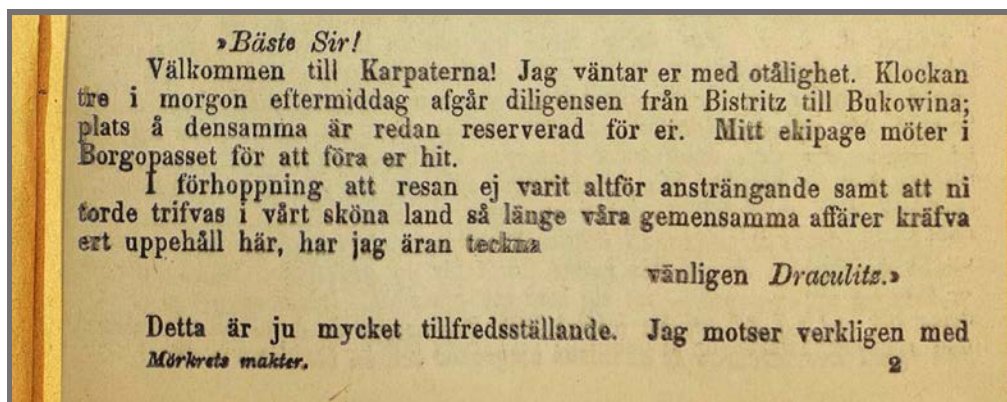 »Bäste Sir!
Välkommen till Karpaterna! Jag väntar er med otålighet. Klockan
tre i morgon eftermiddag afgår diligensen från Bistritz till Bukowina;
plats å densamma är redan reserverad för er. Mitt ekipage möter i
Borgopasset för att föra er hit.
I förhoppning att resan ej varit altför ansträngande samt att ni
torde trifvas i vårt sköna land så länge våra gemensamma affärer kräfva
ert uppehåll här, har jag äran teckna
vänligen Draculitz.»
Detta är ju mycket tillfredsställande. Jag motser verkligen med
Mörkrets makter. 2